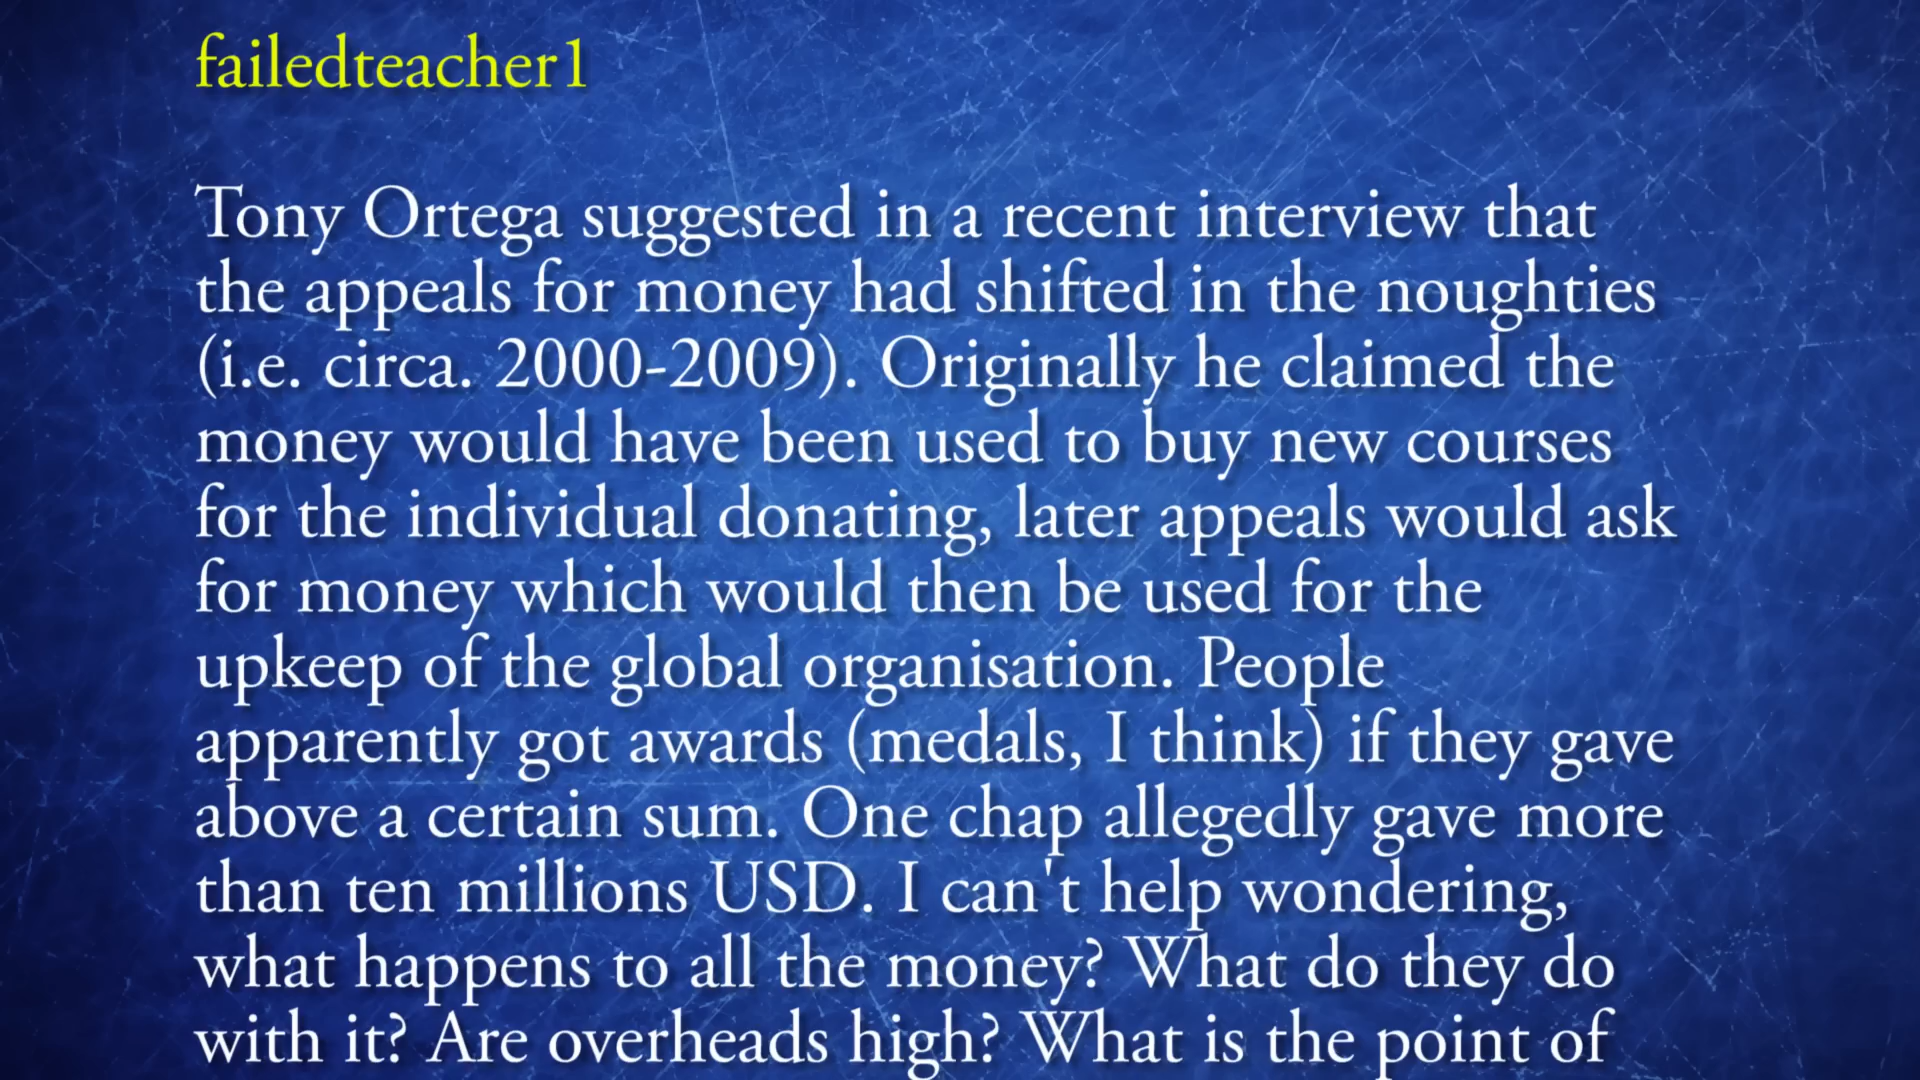 failedteacher1
Tony Ortega suggested in a recent interview that
the appeals for money had shifted in the noughties
(i.e. circa. 2000-2009). Originally he claimed the
money would have been used to buy new courses
for the individual donating, later appeals would ask
for money which would then be used for the
upkeep of the global organisation. People
apparently got awards (medals, I think) if they gave
above a certain sum. One chap allegedly gave more
than ten millions USD. I can't help wondering,
what happens to all the money? What do they do
with it? Are overheads high? What is the point of